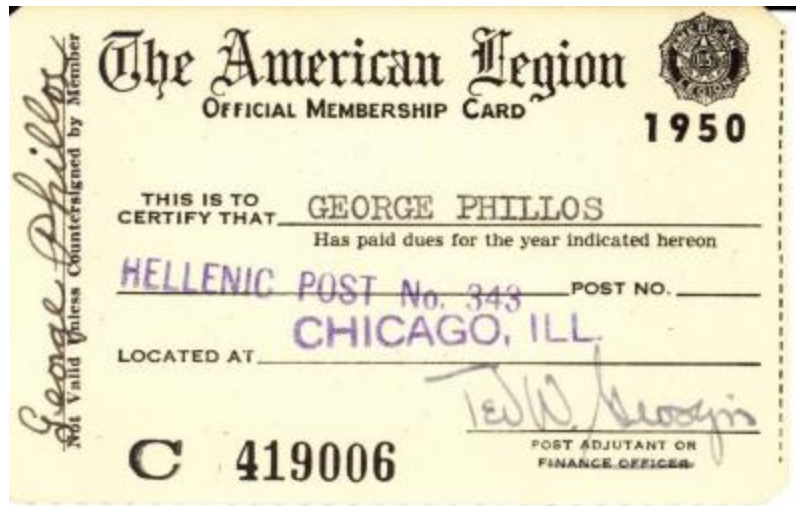 The American Legion
OFFICIAL MEMBERSHIP CARD
1950
THIS IS TO
CERTIFY THAT GEORGE PHILLOS
Has paid dues for the year indicated hereon
HELLENIC POST No. 343 POST NO.
CHICAGO, ILL.
LOCATED AT
Ted W.
POST ADJUTANT OR
FINANCE OFFICER
C 419006
George Phillos
Not Valid Unless Countersigned by Member